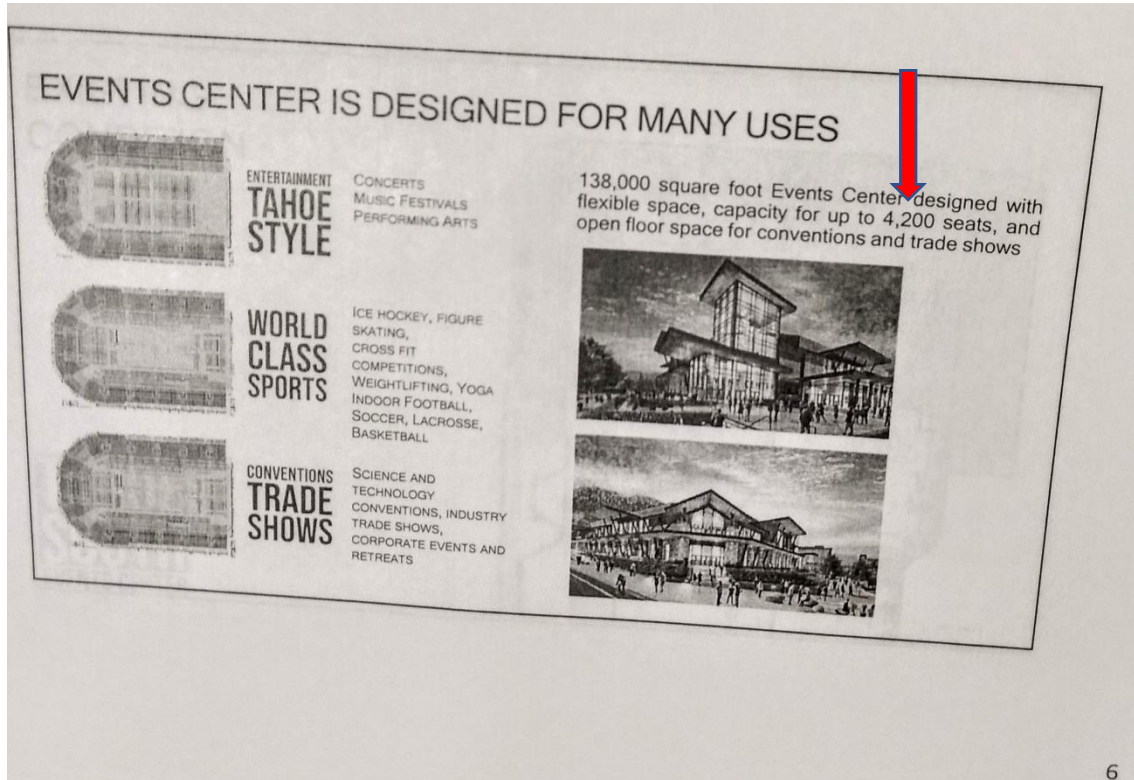 EVENTS CENTER IS DESIGNED FOR MANY USES
ENTERTAINMENT
TAHOE
STYLE
CONCERTS
MUSIC FESTIVALS
PERFORMING ARTS
WORLD
CLASS
SPORTS
ICE HOCKEY, FIGURE
SKATING,
CROSS FIT
COMPETITIONS,
WEIGHTLIFTING, YOGA
INDOOR FOOTBALL,
SOCCER, LACROSSE,
BASKETBALL
CONVENTIONS
TRADE
SHOWS
SCIENCE AND
TECHNOLOGY
CONVENTIONS, INDUSTRY
TRADE SHOWS,
CORPORATE EVENTS AND
RETREATS
138,000 square foot Events Center designed with
flexible space, capacity for up to 4,200 seats, and
open floor space for conventions and trade shows
6